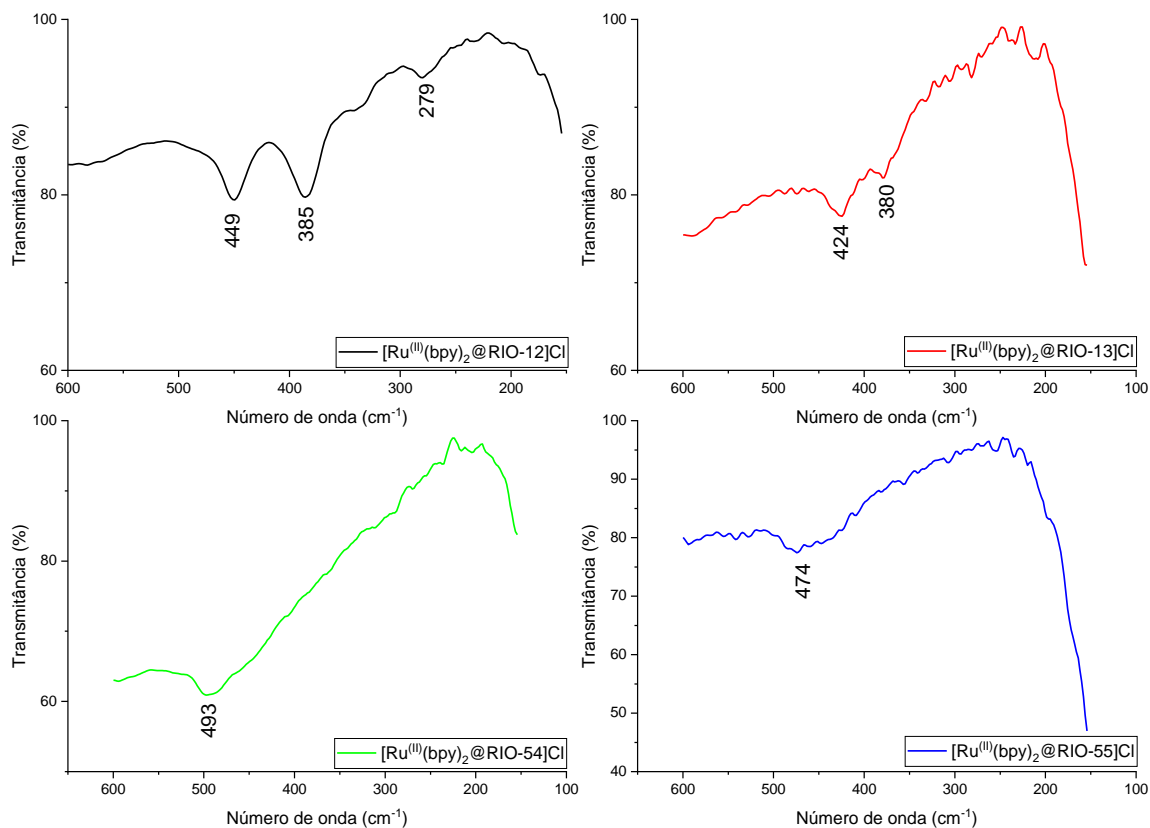 100
80
60
Transmitância (%)
449
385
279
[Ru(II)(bpy)2@RIO-12]Cl
600 500 400 300 200
Número de onda (cm-1)
100
80
60
Transmitância (%)
424
380
[Ru(II)(bpy)2@RIO-13]Cl
600 500 400 300 200 100
Número de onda (cm-1)
100
80
60
Transmitância (%)
493
[Ru(II)(bpy)2@RIO-54]Cl
600 500 400 300 200 100
Número de onda (cm-1)
100
90
80
70
60
50
40
Transmitância (%)
474
[Ru(II)(bpy)2@RIO-55]Cl
600 500 400 300 200 100
Número de onda (cm-1)